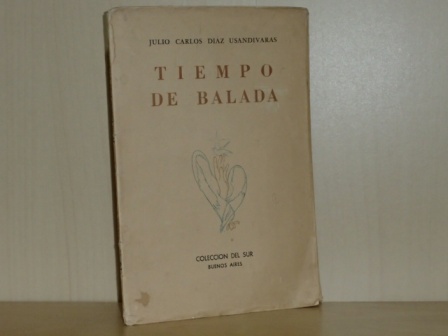 JULIO CARLOS DIAZ USANDIVARAS
TIEMPO
DE BALADA
COLECCION DEL SUR
BUENOS AIRES